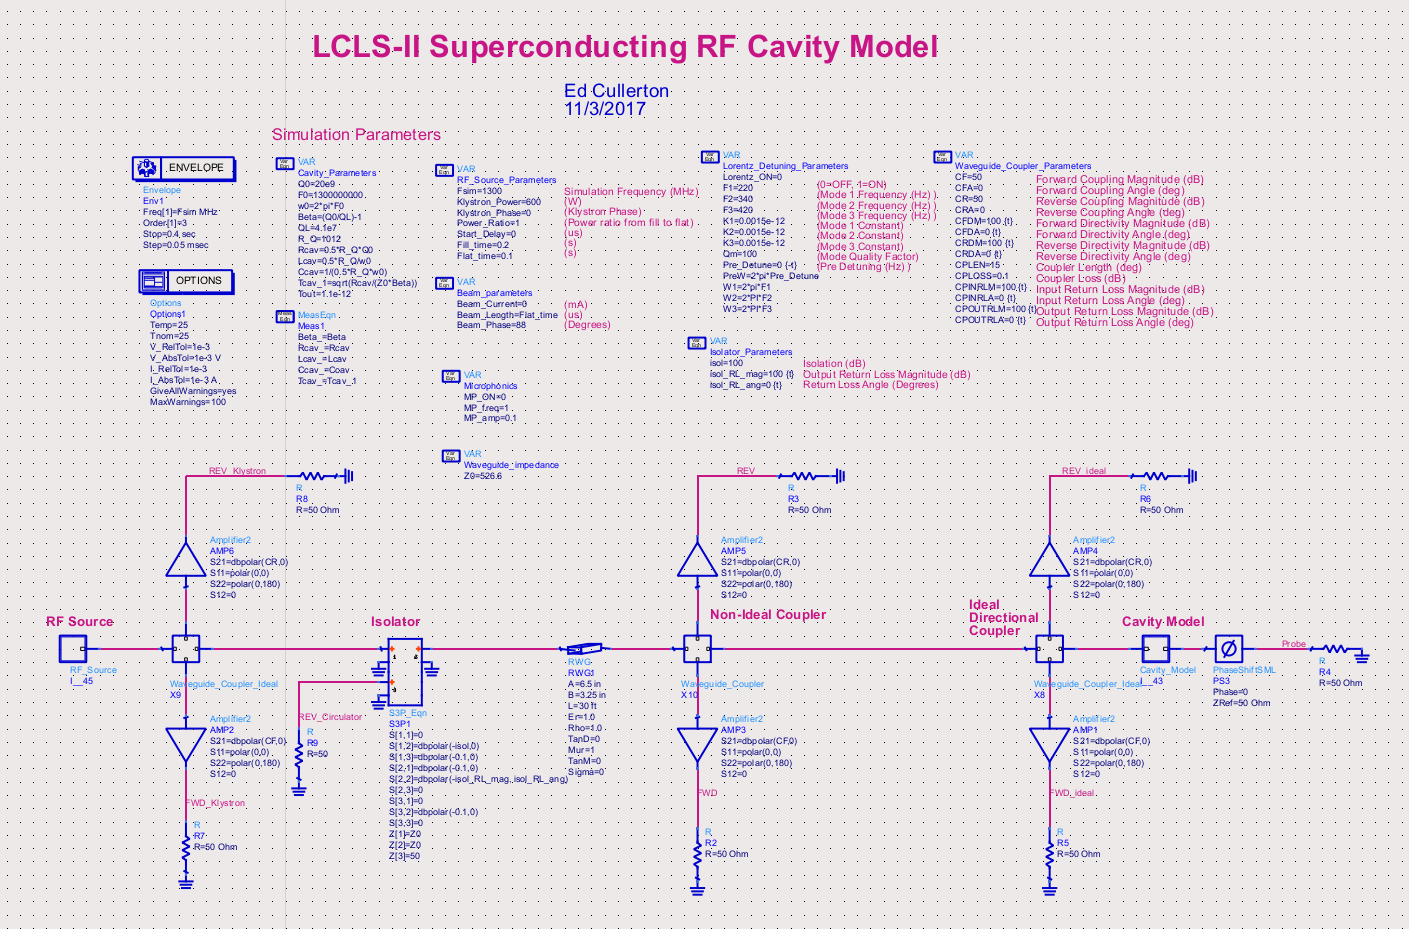 LCLS-II Superconducting RF Cavity Model
Ed Cullerton
11/3/2017
Simulation Parameters
ENVELOPE
Envelope
Env1
Freq[1]=Fsim MHz
Order[1]=3
Stop=0.4 sec
Step=0.05 msec
OPTIONS
Options
Options1
Temp=25
Tnom=25
V_RelTol=1e-3
V_AbsTol=1e-3 V
I_RelTol=1e-3
I_AbsTol=1e-3 A
GiveAllWarnings=yes
MaxWarnings=100
Var
Eqn
VAR
Cavity_Parameters
Q0=20e9
F0=1300000000
w0=2*pi*F0
Beta=(Q0/QL)-1
QL=4.1e7
R_Q=1012
Rcav=0.5*R_Q*Q0
Lcav=0.5*R_Q/w0
Ccav=1/(0.5*R_Q*w0)
Tcav_1=sqrt(Rcav/(Z0*Beta))
Tout=1.1e-12
Meas
Eqn
MeasEqn
Meas1
Beta_=Beta
Rcav_=Rcav
Lcav_=Lcav
Ccav_=Ccav
Tcav_=Tcav_1
Var
Eqn
VAR
RF_Source_Parameters
Fsim=1300 Simulation Frequency (MHz)
Klystron_Power=600 (W)
Klystron_Phase=0 (Klystron Phase)
Power_Ratio=1 (Power ratio from fill to flat)
Start_Delay=0 (us)
Fill_time=0.2 (s)
Flat_time=0.1 (s)
Var
Eqn
VAR
Beam_parameters
Beam_Current=0 (mA)
Beam_Length=Flat_time (us)
Beam_Phase=88 (Degrees)
Var
Eqn
VAR
Microphonics
MP_ON=0
MP_freq=1
MP_amp=0.1
Var
Eqn
VAR
Waveguide_impedance
Z0=526.6
Var
Eqn
VAR
Lorentz_Detuning_Parameters
Lorentz_ON=0 (0=OFF, 1=ON)
F1=220 (Mode 1 Frequency (Hz) )
F2=340 (Mode 2 Frequency (Hz) )
F3=420 (Mode 3 Frequency (Hz) )
K1=0.0015e-12 (Mode 1 Constant)
K2=0.0015e-12 (Mode 2 Constant)
K3=0.0015e-12 (Mode 3 Constant)
Qm=100 (Mode Quality Factor)
Pre_Detune=0 {-t} (Pre Detuning (Hz) )
PreW=2*pi*Pre_Detune
W1=2*pi*F1
W2=2*PI*F2
W3=2*PI*F3
Var
Eqn
VAR
Isolator_Parameters
isol=100 Isolation (dB)
isol_RL_mag=100 {t} Output Return Loss Magnitude (dB)
isol_RL_ang=0 {t} Return Loss Angle (Degrees)
Var
Eqn
VAR
Waveguide_Coupler_Parameters
CF=50 Forward Coupling Magnitude (dB)
CFA=0 Forward Coupling Angle (deg)
CR=50 Reverse Coupling Magnitude (dB)
CRA=0 Reverse Coupling Angle (deg)
CFDM=100 {t} Forward Directivity Magnitude (dB)
CFDA=0 {t} Forward Directivity Angle (deg)
CRDM=100 {t} Reverse Directivity Magnitude (dB)
CRDA=0 {t} Reverse Directivity Angle (deg)
CPLEN=15 Coupler Length (deg)
CPLOSS=0.1 Coupler Loss (dB)
CPINRLM=100 {t} Input Return Loss Magnitude (dB)
CPINRLA=0 {t} Input Return Loss Angle (deg)
CPOUTRLM=100 {t} Output Return Loss Magnitude (dB)
CPOUTRLA=0 {t} Output Return Loss Angle (deg)
REV_Klystron
R
R8
R=50 Ohm
REV
R
R3
R=50 Ohm
REV_ideal
R
R6
R=50 Ohm
Amplifier2
AMP6
S21=dbpolar(CR,0)
S11=polar(0,0)
S22=polar(0,180)
S12=0
Amplifier2
AMP5
S21=dbpolar(CR,0)
S11=polar(0,0)
S22=polar(0,180)
S12=0
Amplifier2
AMP4
S21=dbpolar(CR,0)
S11=polar(0,0)
S22=polar(0,180)
S12=0
RF Source
RF_Source
I__45
Waveguide_Coupler_Ideal
X9
Isolator
1
2
3
S3P_Eqn
S3P1
S[1,1]=0
S[1,2]=dbpolar(-isol,0)
S[1,3]=dbpolar(-0.1,0)
S[2,1]=dbpolar(-0.1,0)
S[2,2]=dbpolar(-isol_RL_mag,isol_RL_ang)
S[2,3]=0
S[3,1]=0
S[3,2]=dbpolar(-0.1,0)
S[3,3]=0
Z[1]=Z0
Z[2]=Z0
Z[3]=50
REV_Circulator
R
R9
R=50
RWG
RWG1
A=6.5 in
B=3.25 in
L=30 ft
Er=1.0
Rho=1.0
TanD=0
Mur=1
TanM=0
Sigma=0
Non-Ideal Coupler
Waveguide_Coupler
X10
Ideal
Directional
Coupler
Waveguide_Coupler_Ideal
X8
Cavity Model
Cavity_Model
I__43
PhaseShiftSML
PS3
Phase=0
ZRef=50 Ohm
Probe
R
R4
R=50 Ohm
Amplifier2
AMP2
S21=dbpolar(CF,0)
S11=polar(0,0)
S22=polar(0,180)
S12=0
Amplifier2
AMP3
S21=dbpolar(CF,0)
S11=polar(0,0)
S22=polar(0,180)
S12=0
Amplifier2
AMP1
S21=dbpolar(CF,0)
S11=polar(0,0)
S22=polar(0,180)
S12=0
FWD_Klystron
R
R7
R=50 Ohm
FWD
R
R2
R=50 Ohm
FWD_ideal
R
R5
R=50 Ohm